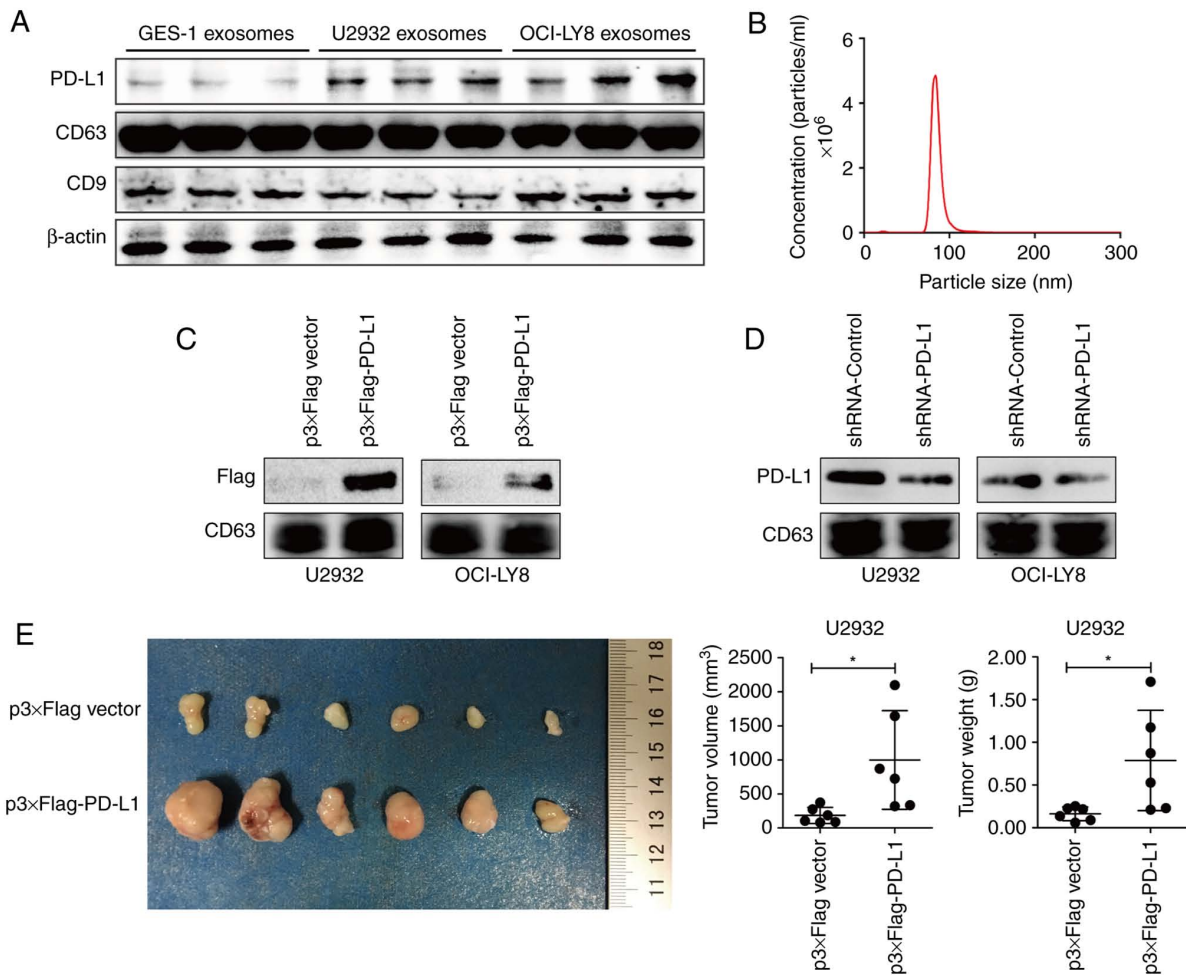 A
GES-1 exosomes U2932 exosomes OCI-LY8 exosomes
PD-L1
CD63
CD9
β-actin
B
Concentration (particles/ml)
×10⁶
6
4
2
0
0 100 200 300
Particle size (nm)
C
p3×Flag vector
p3×Flag-PD-L1
p3×Flag vector
p3×Flag-PD-L1
Flag
CD63
U2932 OCI-LY8
D
shRNA-Control
shRNA-PD-L1
shRNA-Control
shRNA-PD-L1
PD-L1
CD63
U2932 OCI-LY8
E
p3×Flag vector
p3×Flag-PD-L1
18
17
16
15
14
13
12
11
U2932
Tumor volume (mm³)
2500
2000
1500
1000
500
0
*
p3×Flag vector
p3×Flag-PD-L1
U2932
Tumor weight (g)
2.00
1.50
1.00
0.50
0.00
*
p3×Flag vector
p3×Flag-PD-L1